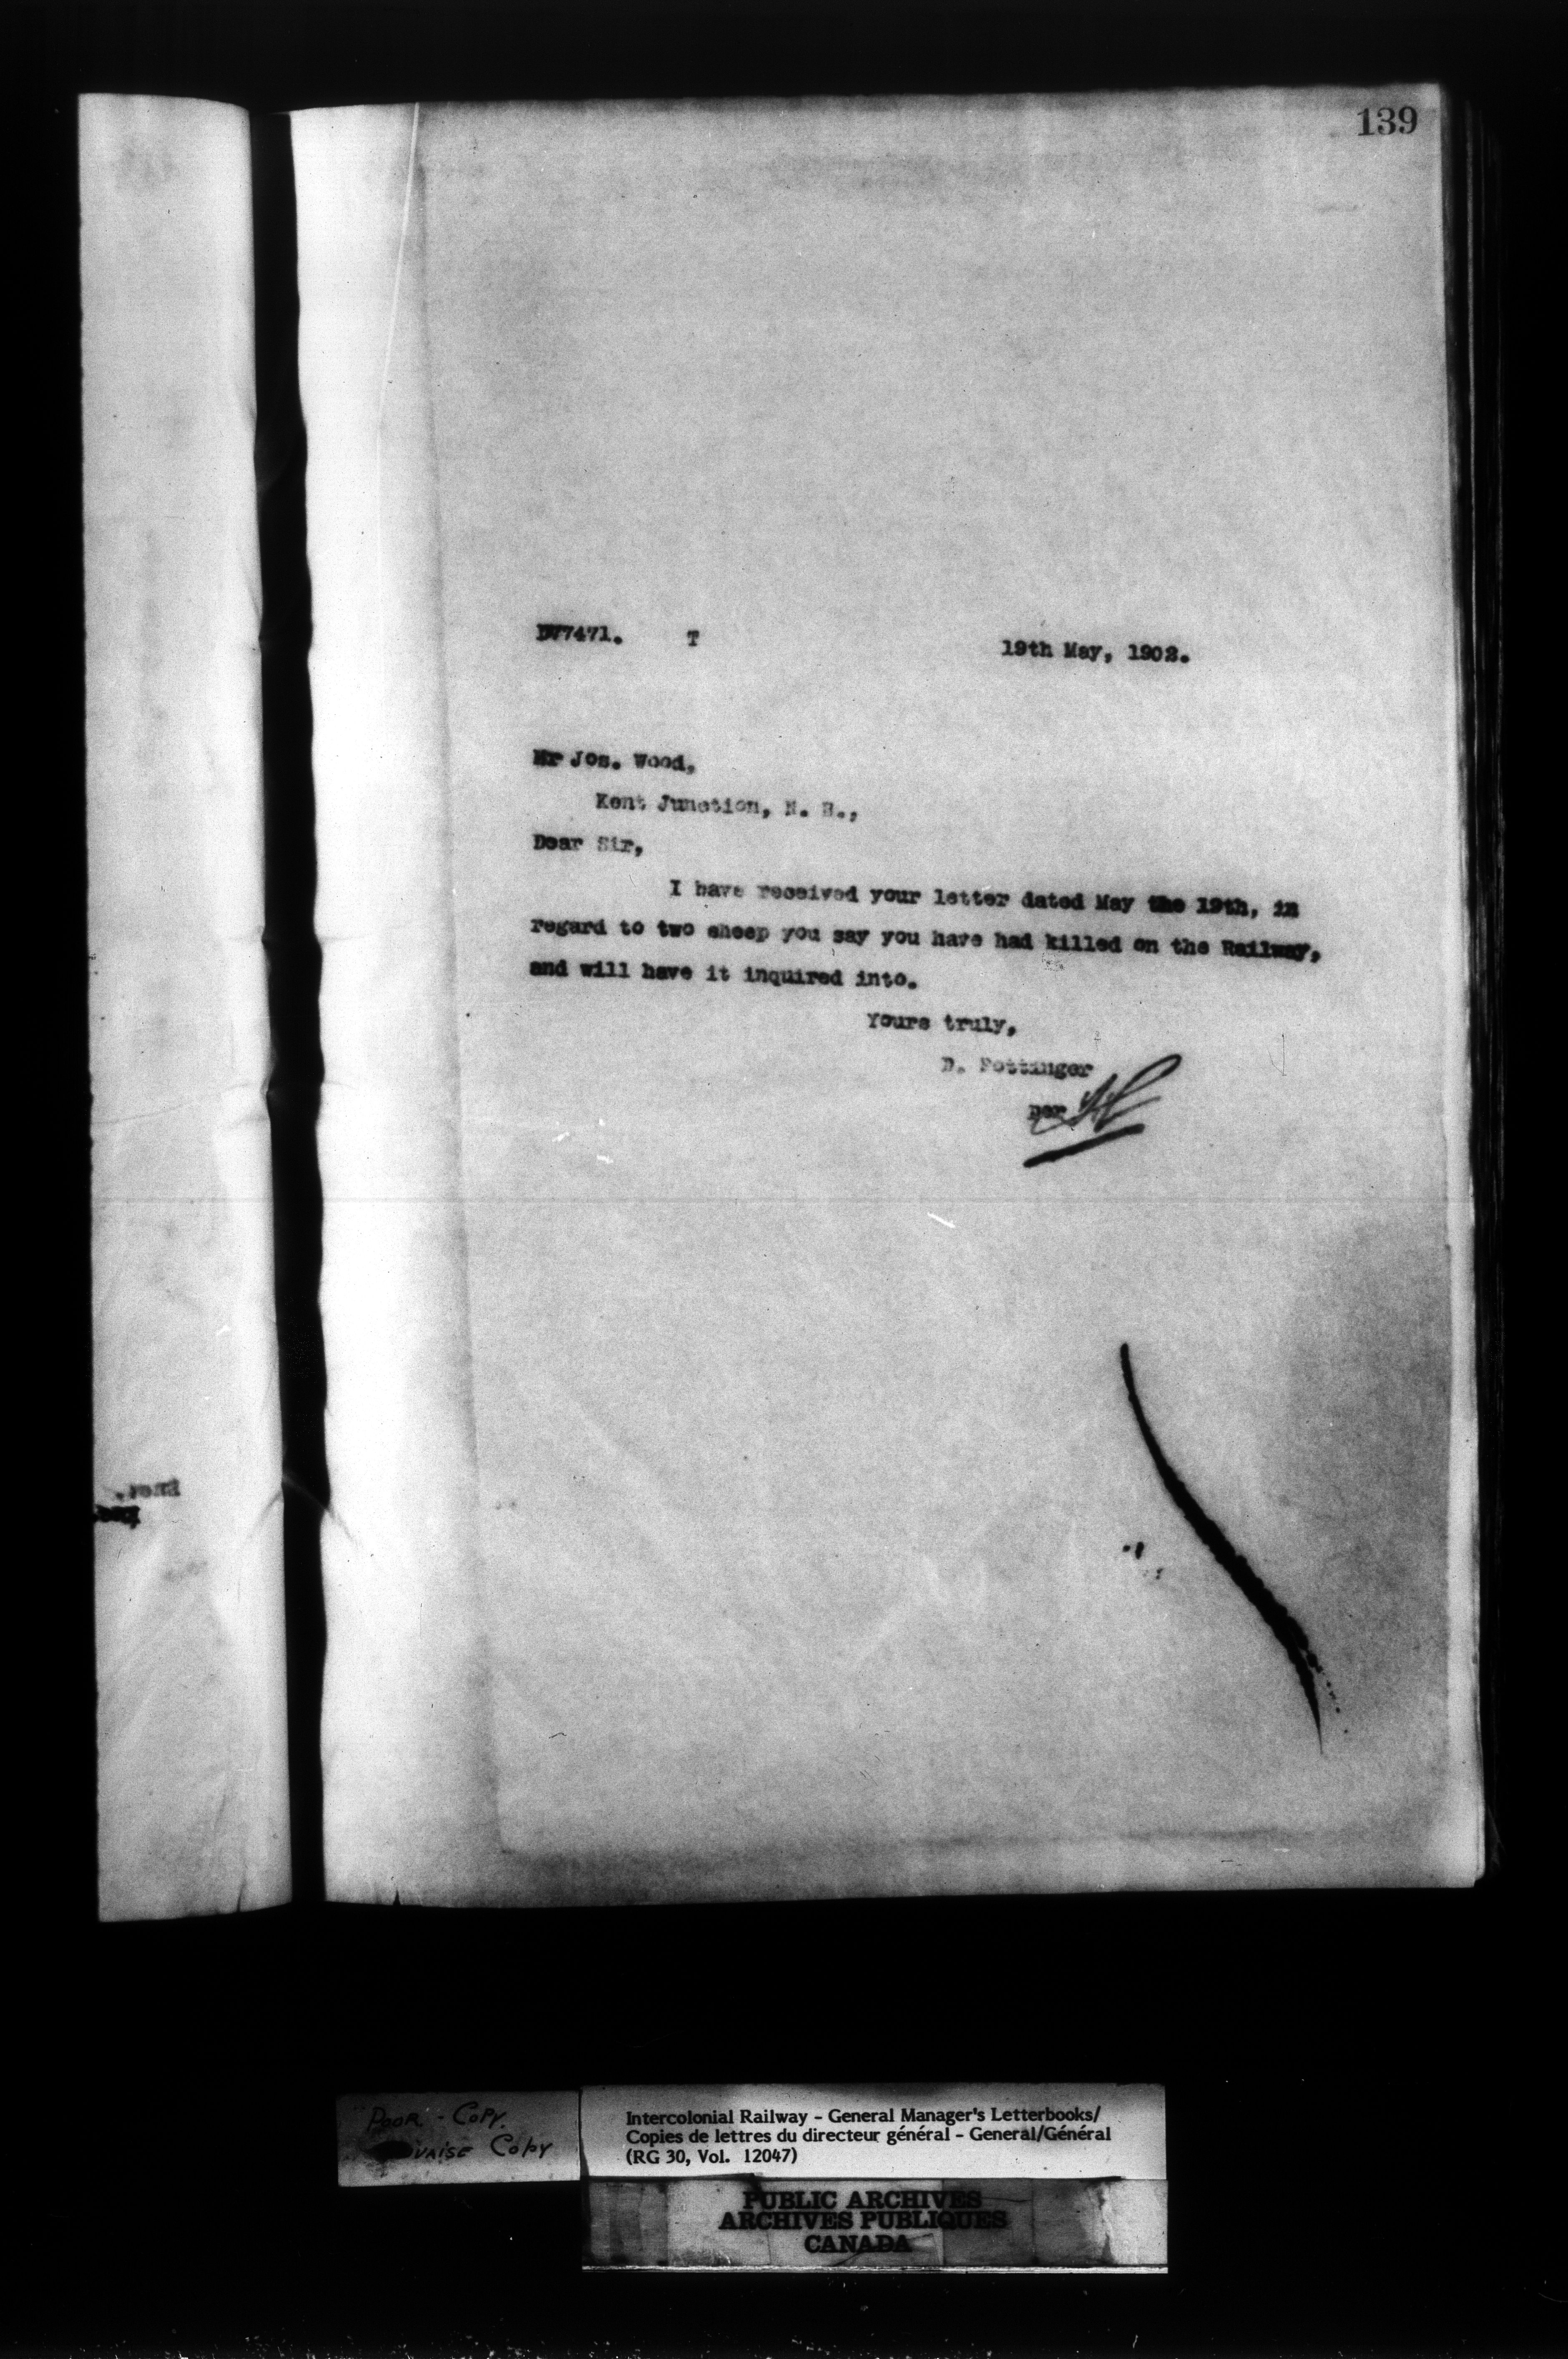 139
D77471. T 19th May, 1902.
Mr Jos. Wood,
Kent Junction, N. B.,
Dear Sir,
I have received your letter dated May the 19th, in
regard to two sheep you say you have had killed on the Railway,
and will have it inquired into.
Yours truly,
D. Pottinger
Per
POOR - COPY.
Copy
Intercolonial Railway - General Manager's Letterbooks/
Copies de lettres du directeur général - General/Général
(RG 30, Vol. 12047)
PUBLIC ARCHIVES
ARCHIVES PUBLIQUES
CANADA